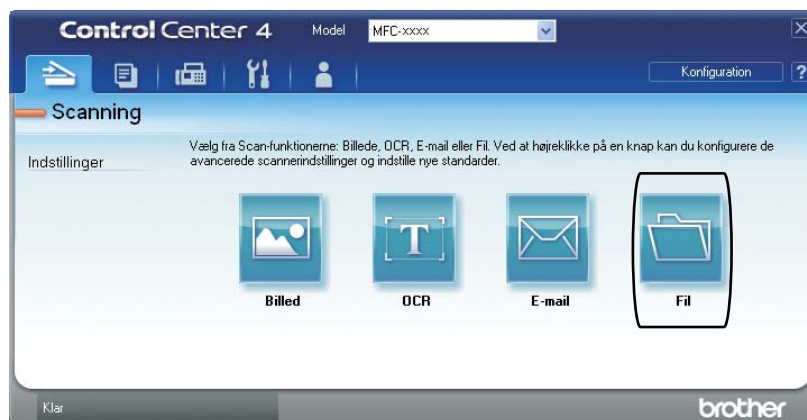 Control Center 4 Model MFC-xxxx
Konfiguration ?
Scanning
Vælg fra Scan-funktionerne: Billede, OCR, E-mail eller Fil. Ved at højreklikke på en knap kan du konfigurere de
avancerede scannerindstillinger og indstille nye standarder.
Indstillinger
T
Billed OCR E-mail Fil
Klar brother